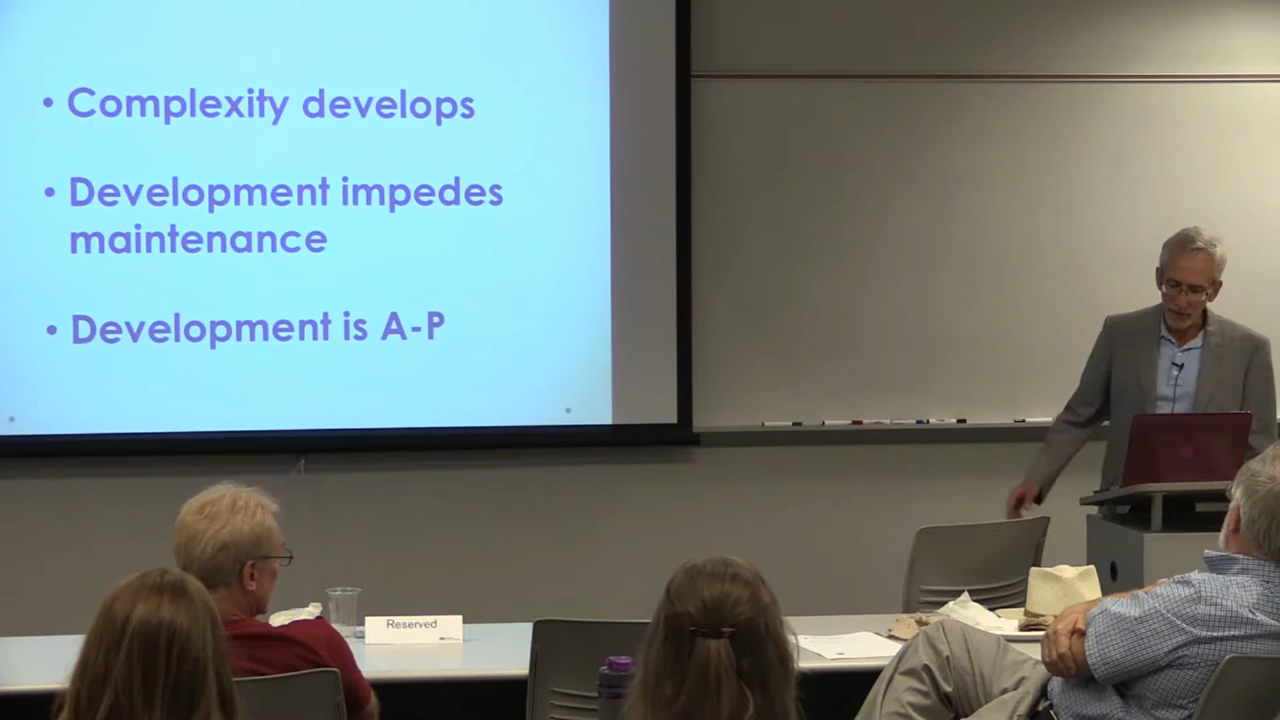 • Complexity develops
• Development impedes
maintenance
• Development is A-P
Reserved